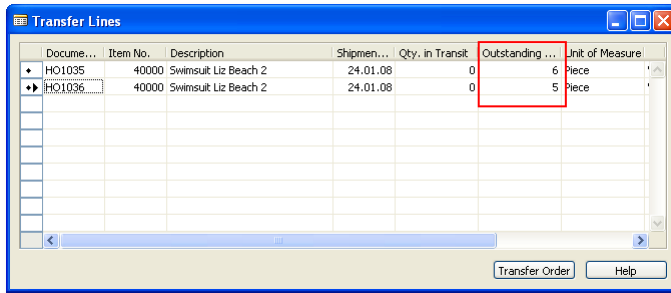 Transfer Lines
Docume... Item No. Description Shipmen... Qty. in Transit Outstanding ... Unit of Measure
HO1035 40000 Swimsuit Liz Beach 2 24.01.08 0 6 Piece
HO1036 40000 Swimsuit Liz Beach 2 24.01.08 0 5 Piece
Transfer Order Help